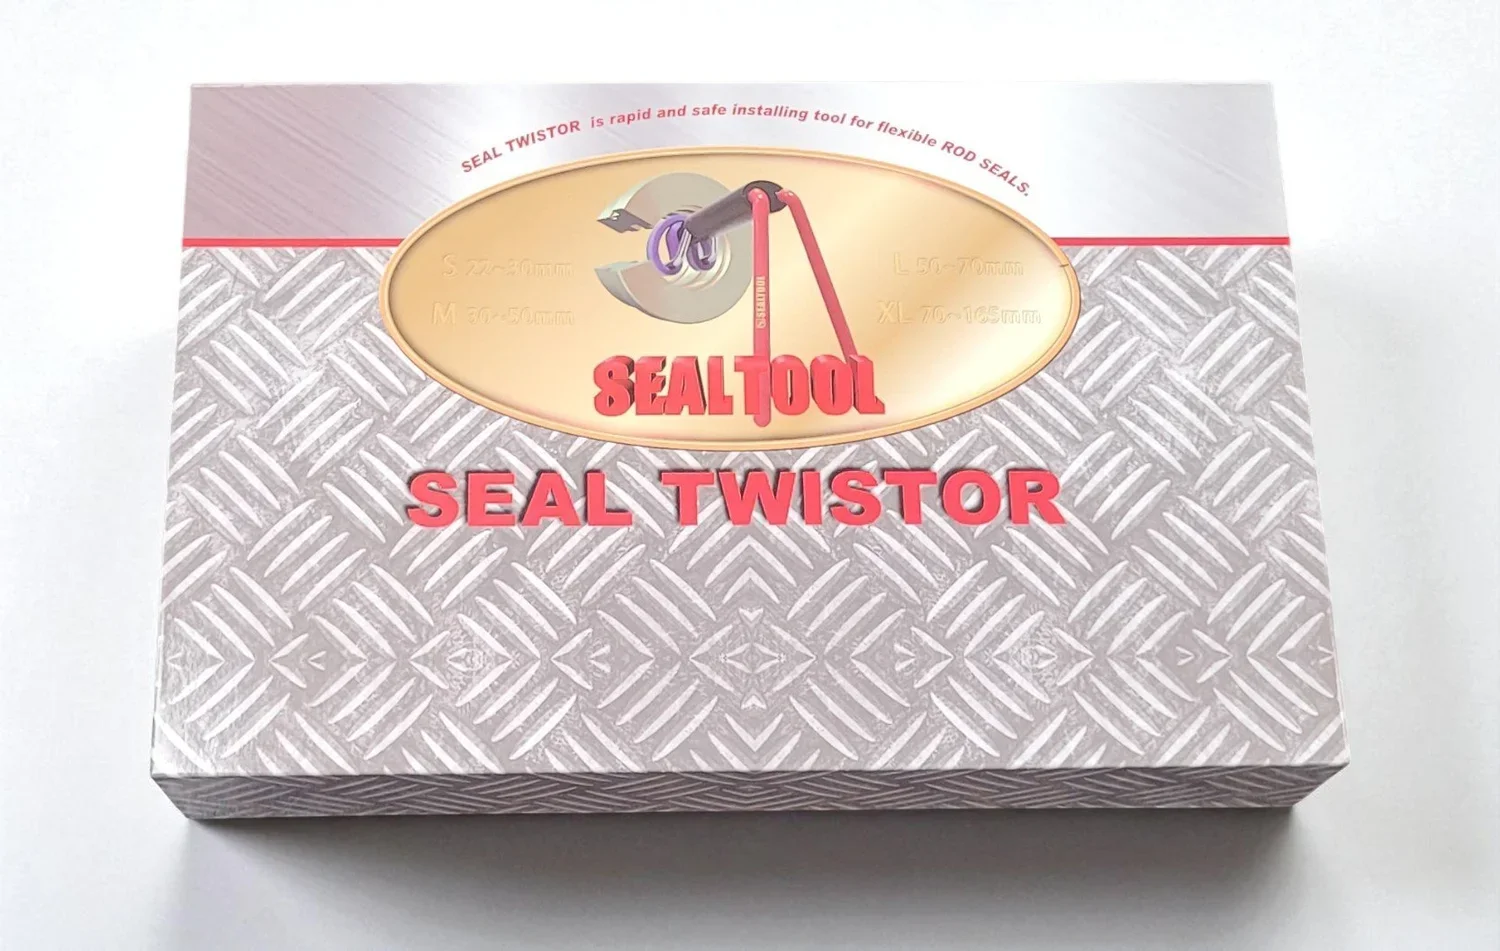 SEAL TWISTOR is rapid and safe installing tool for flexible ROD SEALS.
S 22~30mm
M 30~50mm
L 50~70mm
XL 70~165mm
SEALTOOL
SEALTOOL
SEAL TWISTOR